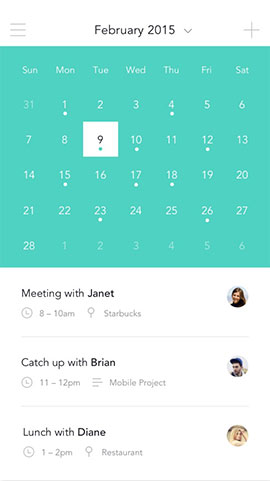 February 2015
Sun Mon Tue Wed Thu Fri Sat
31 1 2 3 4 5 6
7 8 9 10 11 12 13
14 15 16 17 18 19 20
21 22 23 24 25 26 27
28 1 2 3 4 5 6
Meeting with Janet
8 – 10am Starbucks
Catch up with Brian
11 – 12pm Mobile Project
Lunch with Diane
1 – 2pm Restaurant